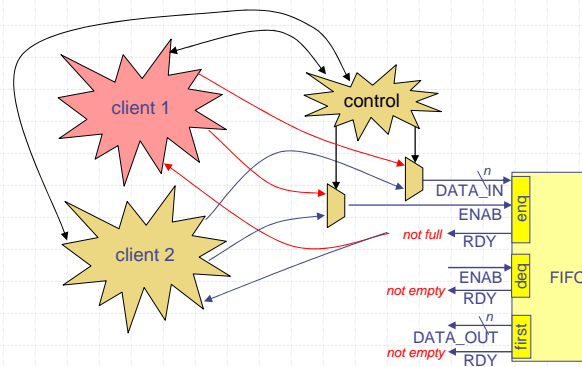 client 1
control
n
DATA_IN
enq
ENAB
not full
RDY
client 2
ENAB
deq
FIFO
not empty
RDY
n
DATA_OUT
first
not empty
RDY